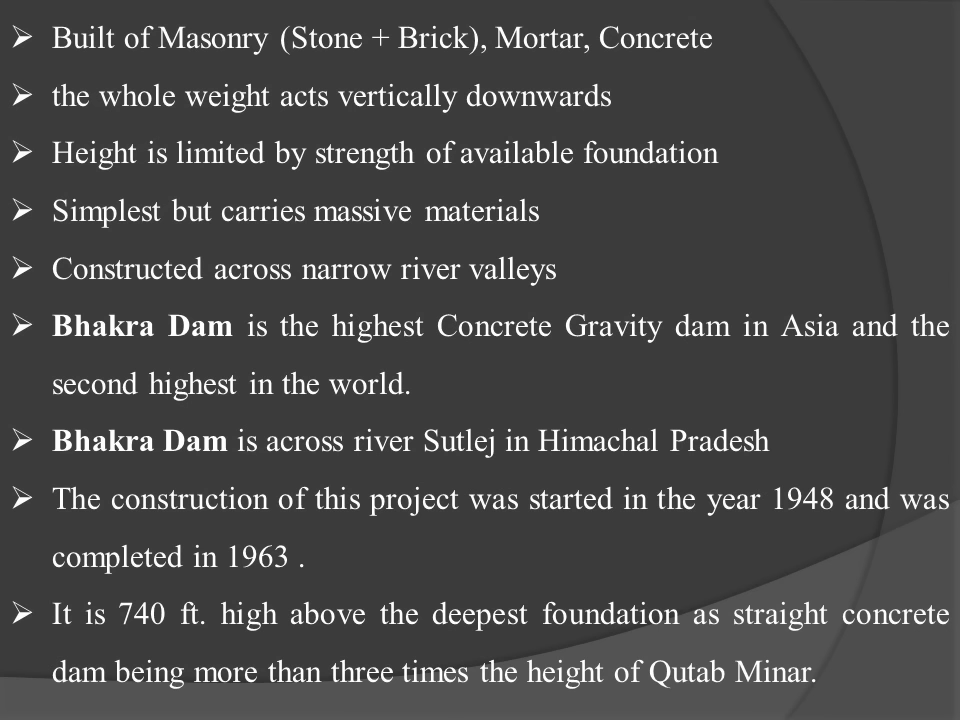 ➢ Built of Masonry (Stone + Brick), Mortar, Concrete
➢ the whole weight acts vertically downwards
➢ Height is limited by strength of available foundation
➢ Simplest but carries massive materials
➢ Constructed across narrow river valleys
➢ Bhakra Dam is the highest Concrete Gravity dam in Asia and the
second highest in the world.
➢ Bhakra Dam is across river Sutlej in Himachal Pradesh
➢ The construction of this project was started in the year 1948 and was
completed in 1963 .
➢ It is 740 ft. high above the deepest foundation as straight concrete
dam being more than three times the height of Qutab Minar.